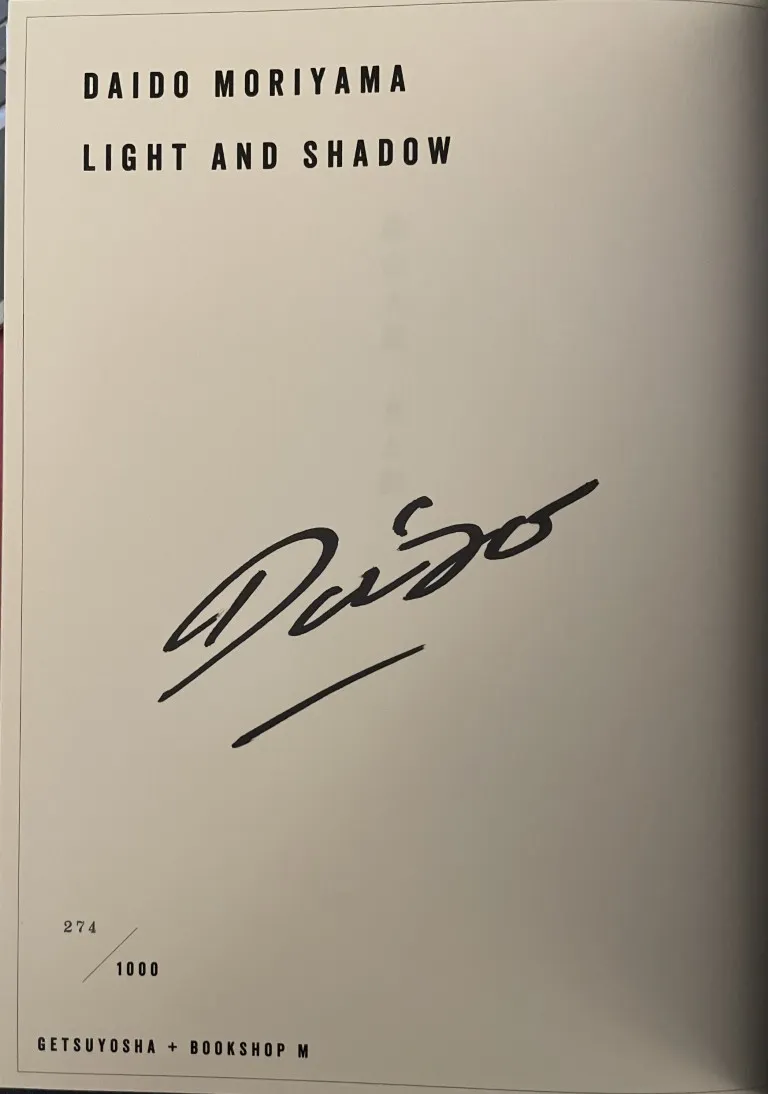 DAIDO MORIYAMA
LIGHT AND SHADOW
Daido
274
1000
GETSUYOSHA + BOOKSHOP M